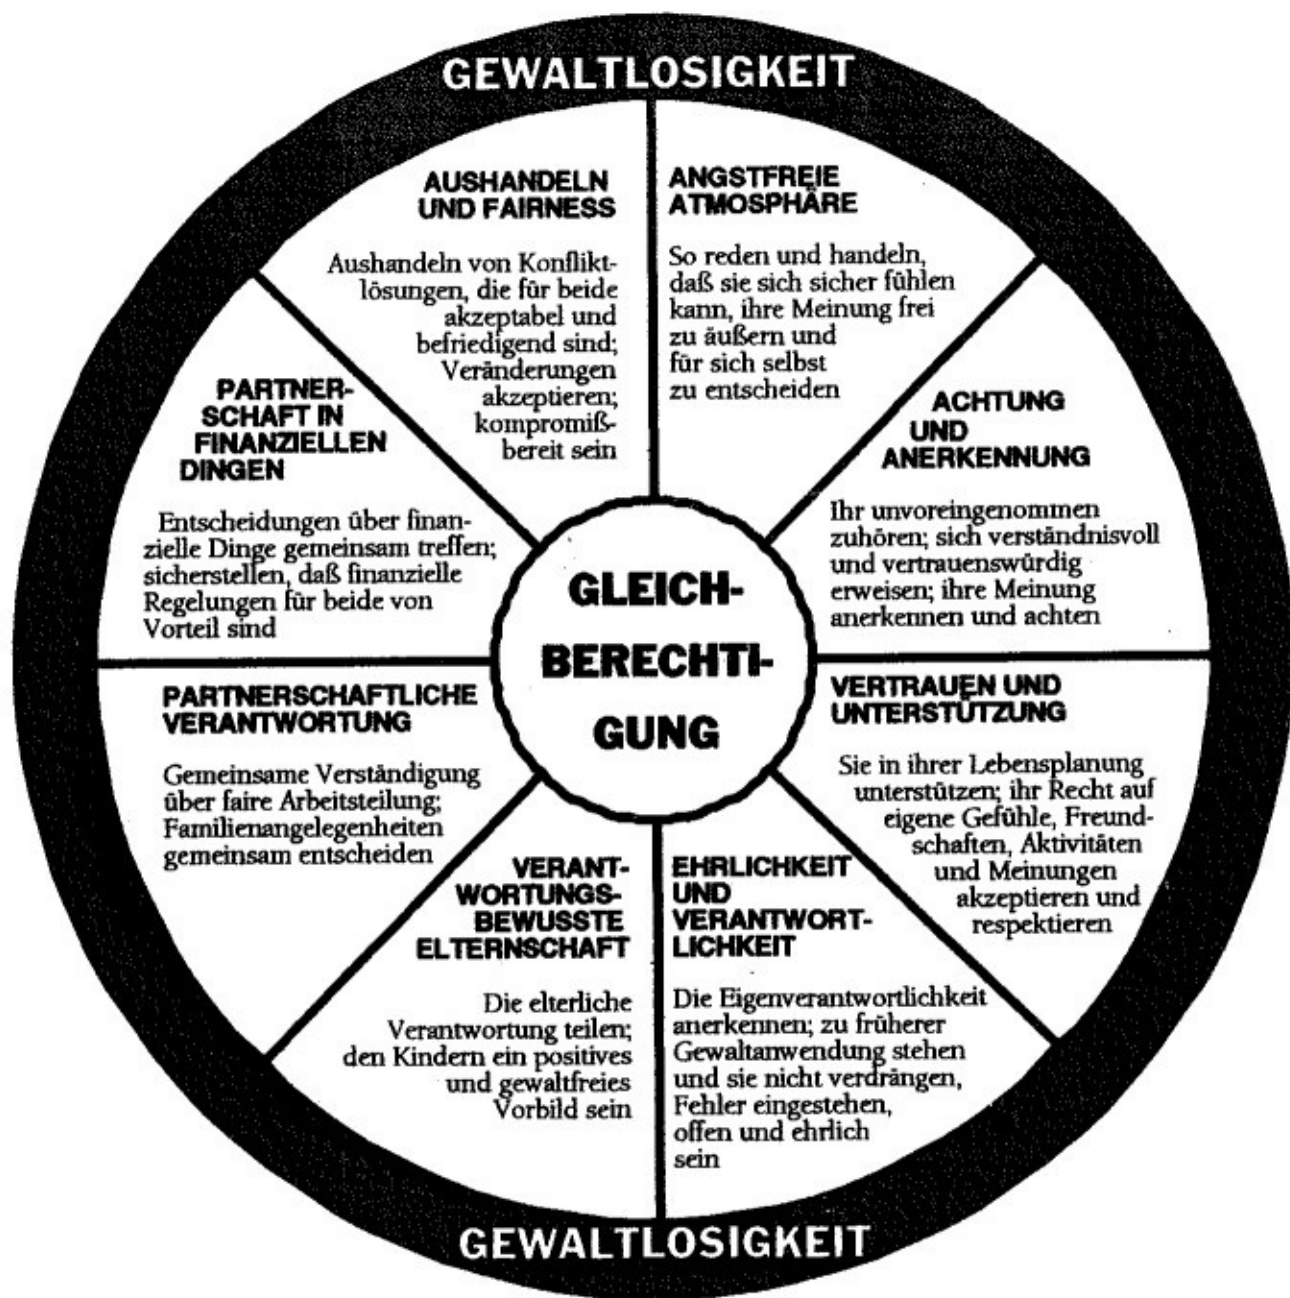 GEWALTLOSIGKEIT
AUSHANDELN
UND FAIRNESS
Aushandeln von Konflikt-
lösungen, die für beide
akzeptabel und
befriedigend sind;
Veränderungen
akzeptieren;
kompromiß-
bereit sein
ANGSTFREIE
ATMOSPHÄRE
So reden und handeln,
daß sie sich sicher fühlen
kann, ihre Meinung frei
zu äußern und
für sich selbst
zu entscheiden
PARTNER-
SCHAFT IN
FINANZIELLEN
DINGEN
Entscheidungen über finan-
zielle Dinge gemeinsam treffen;
sicherstellen, daß finanzielle
Regelungen für beide von
Vorteil sind
ACHTUNG
UND
ANERKENNUNG
Ihr unvoreingenommen
zuhören; sich verständnisvoll
und vertrauenswürdig
erweisen; ihre Meinung
anerkennen und achten
GLEICH-
BERECHTI-
GUNG
PARTNERSCHAFTLICHE
VERANTWORTUNG
Gemeinsame Verständigung
über faire Arbeitsteilung;
Familienangelegenheiten
gemeinsam entscheiden
VERTRAUEN UND
UNTERSTÜTZUNG
Sie in ihrer Lebensplanung
unterstützen; ihr Recht auf
eigene Gefühle, Freund-
schaften, Aktivitäten
und Meinungen
akzeptieren und
respektieren
VERANT-
WORTUNGS-
BEWUSSTE
ELTERNSCHAFT
Die elterliche
Verantwortung teilen;
den Kindern ein positives
und gewaltfreies
Vorbild sein
EHRLICHKEIT
UND
VERANTWORT-
LICHKEIT
Die Eigenverantwortlichkeit
anerkennen; zu früherer
Gewaltanwendung stehen
und sie nicht verdrängen,
Fehler eingestehen,
offen und ehrlich
sein
GEWALTLOSIGKEIT